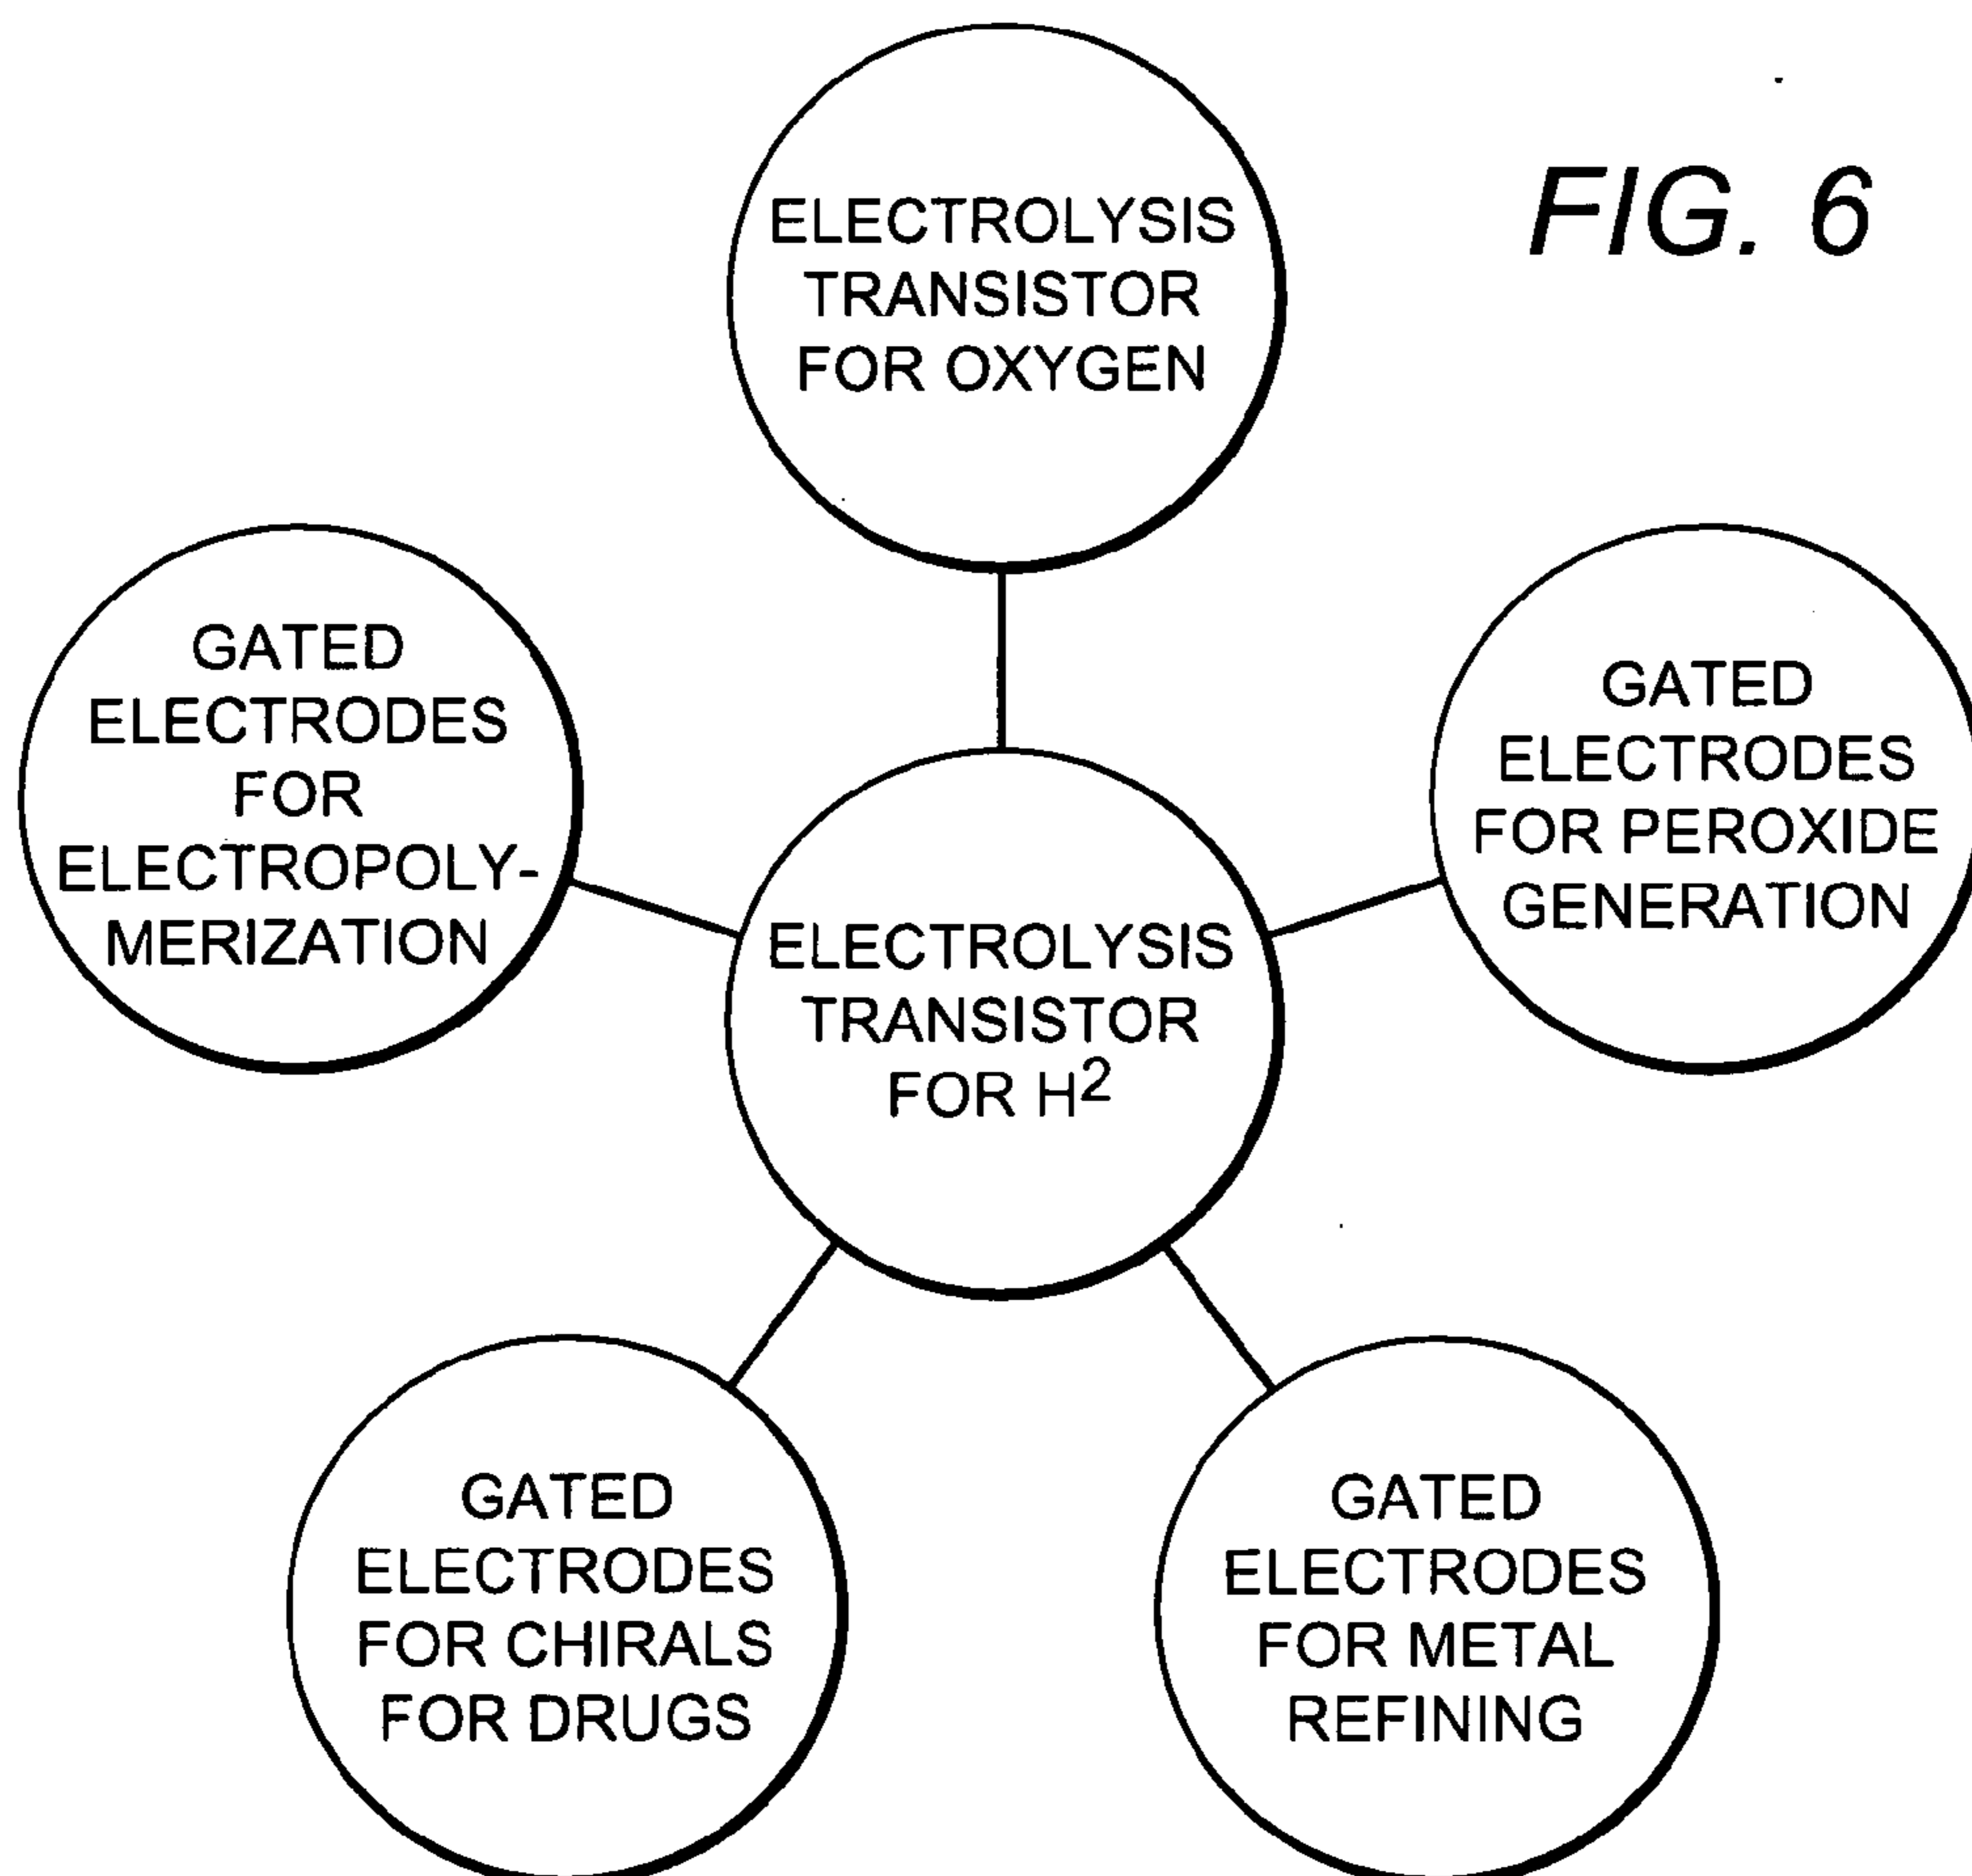 FIG. 6
ELECTROLYSIS
TRANSISTOR
FOR OXYGEN
GATED
ELECTRODES
FOR
ELECTROPOLY-
MERIZATION
GATED
ELECTRODES
FOR PEROXIDE
GENERATION
ELECTROLYSIS
TRANSISTOR
FOR H²
GATED
ELECTRODES
FOR CHIRALS
FOR DRUGS
GATED
ELECTRODES
FOR METAL
REFINING